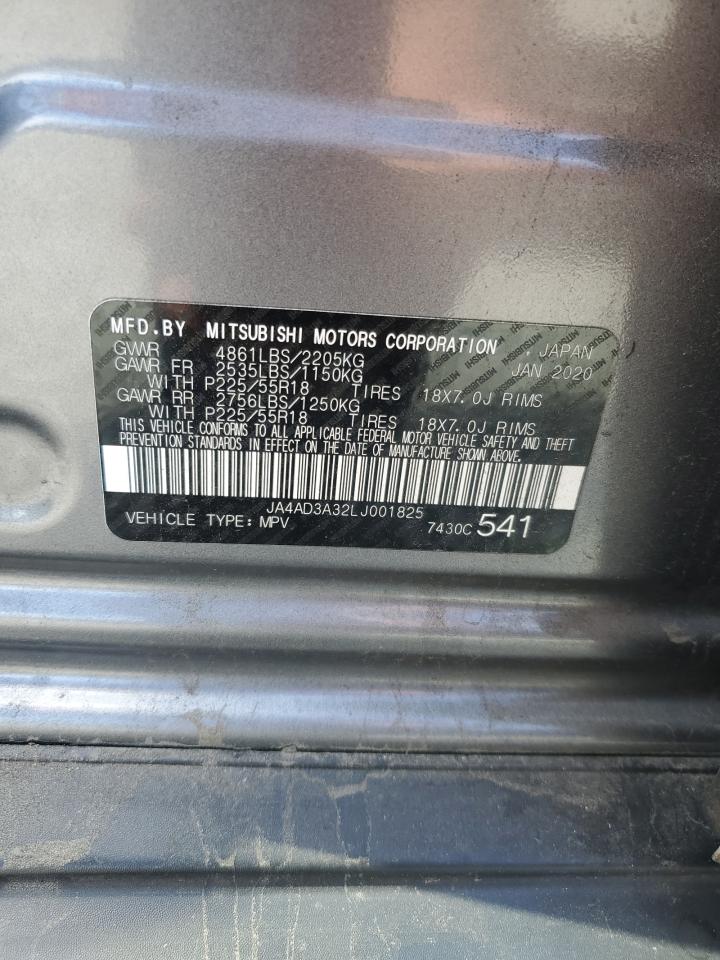 MFD.BY MITSUBISHI MOTORS CORPORATION , JAPAN
GVWR 4861LBS/2205KG JAN 2020
GAWR FR 2535LBS/1150KG
WITH P225/55R18 TIRES 18X7.0J RIMS
GAWR RR 2756LBS/1250KG
WITH P225/55R18 TIRES 18X7.0J RIMS
THIS VEHICLE CONFORMS TO ALL APPLICABLE FEDERAL MOTOR VEHICLE SAFETY AND THEFT
PREVENTION STANDARDS IN EFFECT ON THE DATE OF MANUFACTURE SHOWN ABOVE.
JA4AD3A32LJ001825
VEHICLE TYPE: MPV 7430C 541